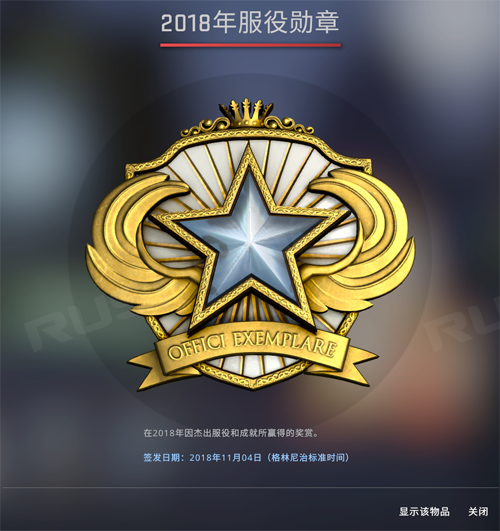 2018年服役勋章
OFFICI EXEMPLARE
在2018年因杰出服役和成就所赢得的奖赏。
签发日期：2018年11月04日（格林尼治标准时间）
显示该物品 关闭